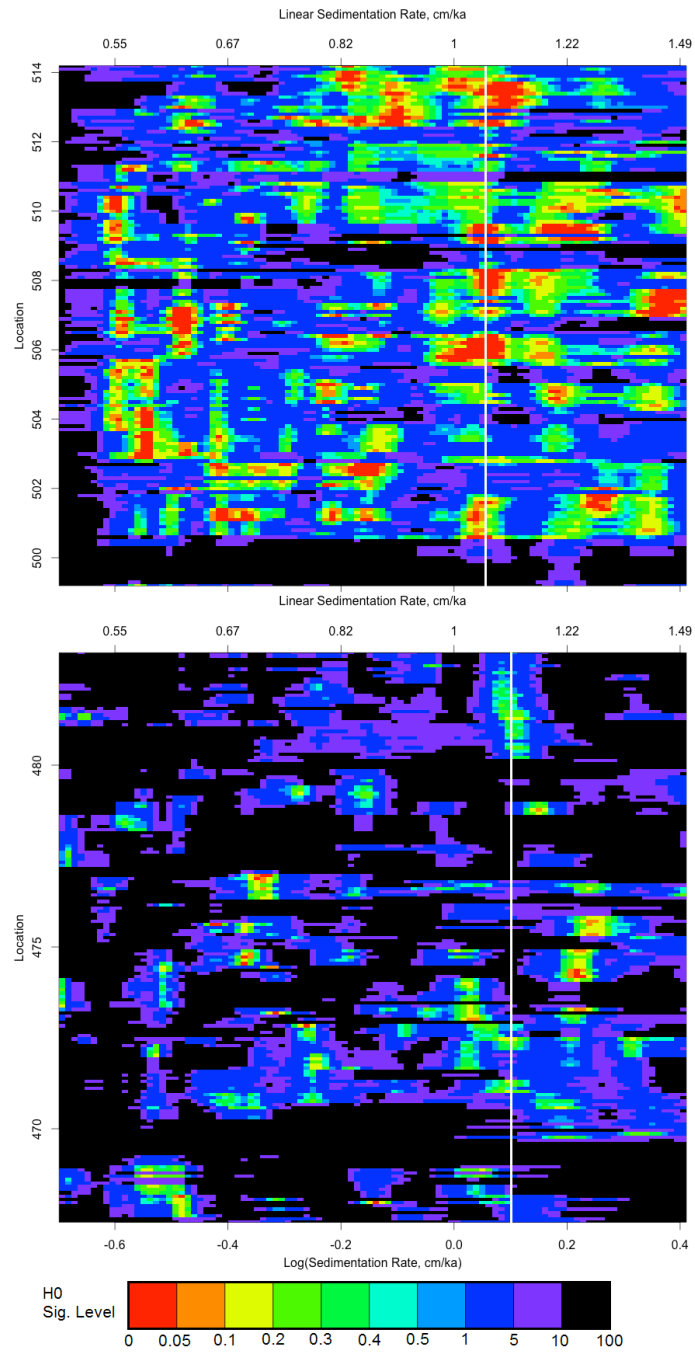 Linear Sedimentation Rate, cm/ka
0.55 0.67 0.82 1 1.22 1.49
514
512
510
508
506
504
502
500
Location
Linear Sedimentation Rate, cm/ka
0.55 0.67 0.82 1 1.22 1.49
480
475
470
Location
-0.6 -0.4 -0.2 0.0 0.2 0.4
Log(Sedimentation Rate, cm/ka)
H0
Sig. Level
0 0.05 0.1 0.2 0.3 0.4 0.5 1 5 10 100